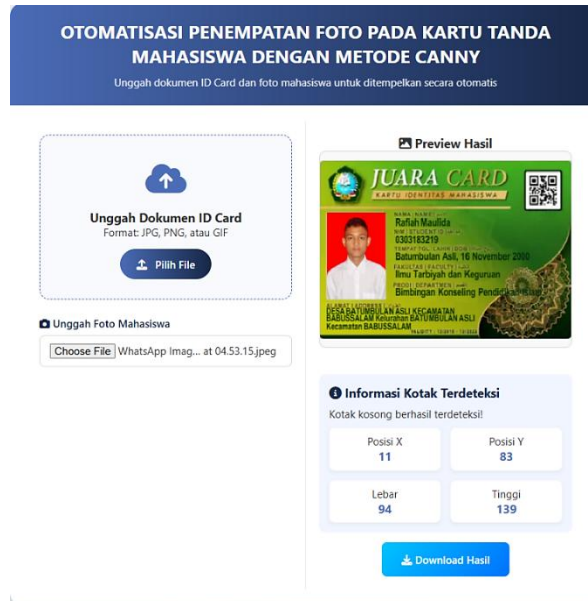 OTOMATISASI PENEMPATAN FOTO PADA KARTU TANDA
MAHASISWA DENGAN METODE CANNY
Unggah dokumen ID Card dan foto mahasiswa untuk ditempelkan secara otomatis
Unggah Dokumen ID Card
Format: JPG, PNG, atau GIF
Pilih File
Unggah Foto Mahasiswa
Choose File WhatsApp Imag... at 04.53.15.jpeg
Preview Hasil
JUARA CARD
KARTU IDENTITAS MAHASISWA
Rafiah Maulida
0303183219
Batumbulan Asli, 16 November 2000
Ilmu Tarbiyah dan Keguruan
Bimbingan Konseling
DESA BATUMBULAN ASLI KECAMATAN
BABUSSALAM Kelurahan BATUMBULAN ASLI
Kecamatan BABUSSALAM
Informasi Kotak Terdeteksi
Kotak kosong berhasil terdeteksi!
Posisi X
11
Posisi Y
83
Lebar
94
Tinggi
139
Download Hasil